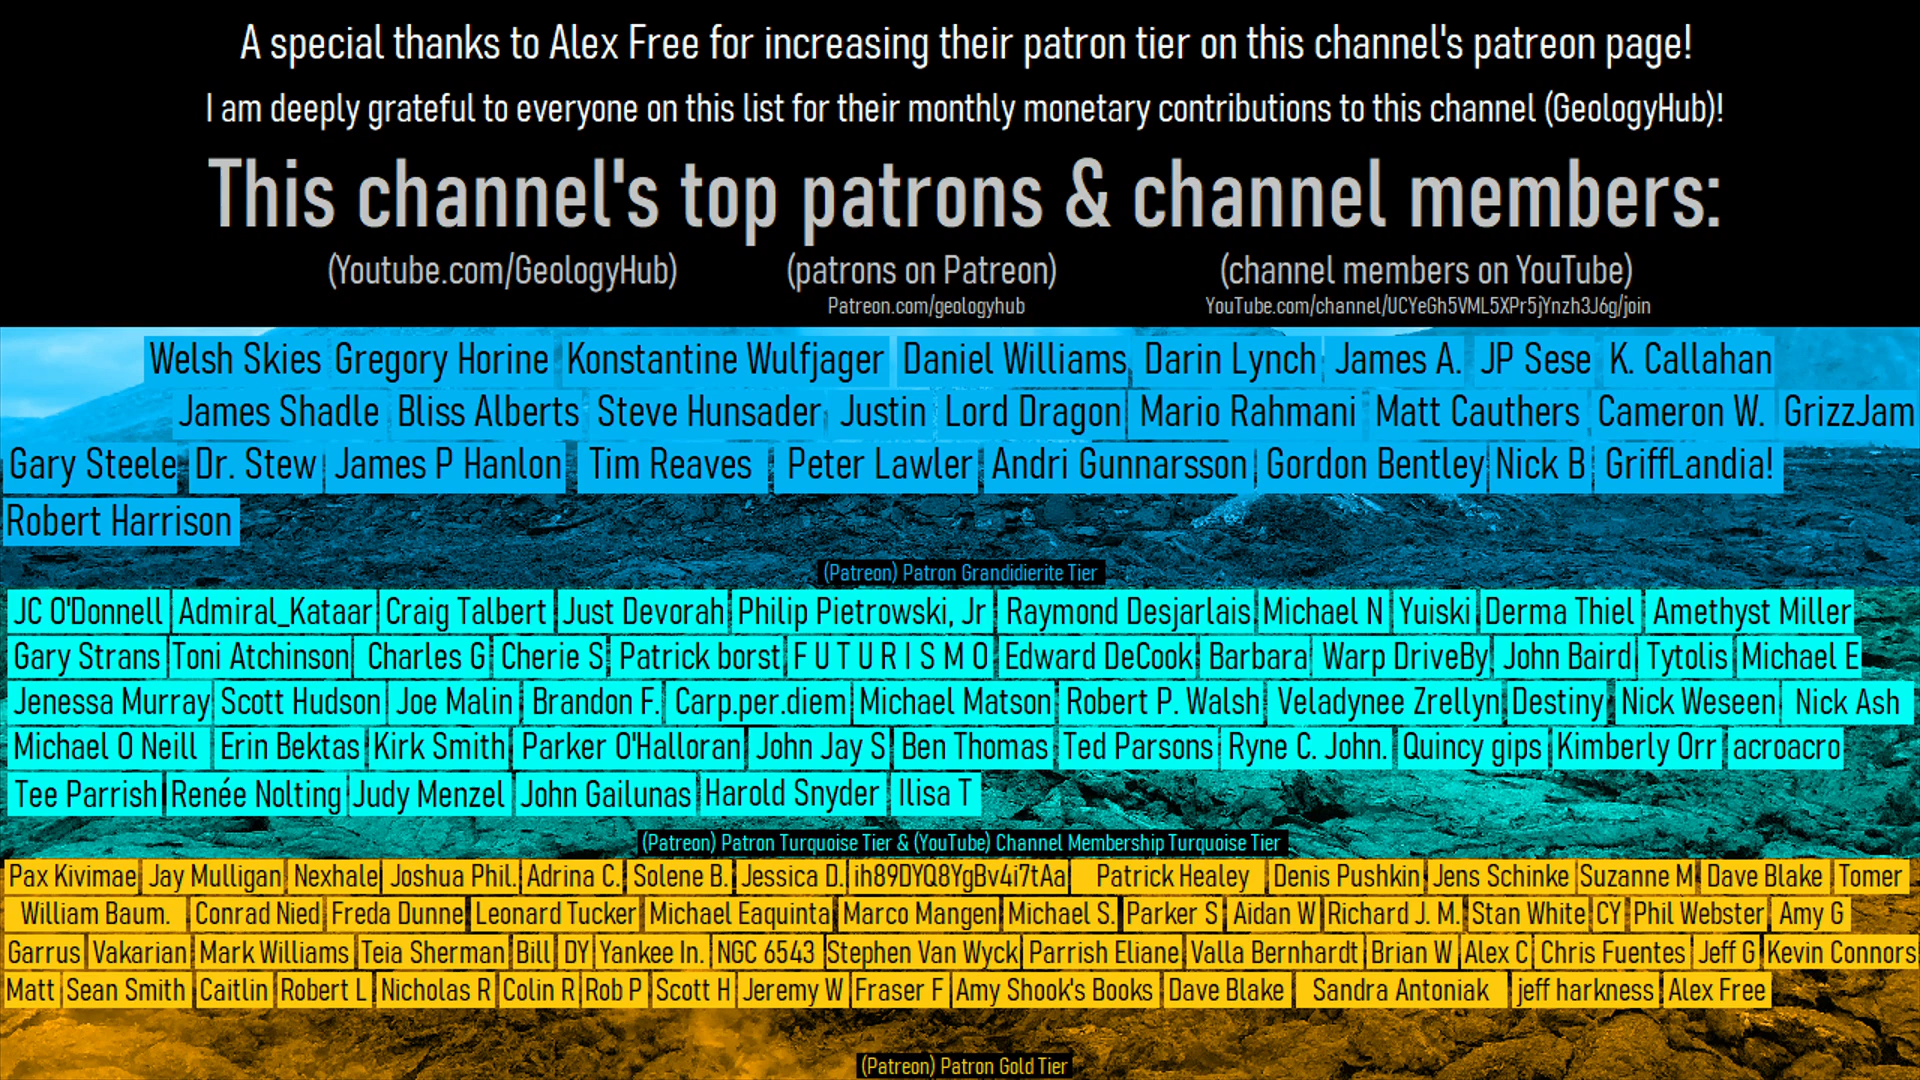 A special thanks to Alex Free for increasing their patron tier on this channel's patreon page!
I am deeply grateful to everyone on this list for their monthly monetary contributions to this channel (GeologyHub)!
This channel's top patrons & channel members:
(Youtube.com/GeologyHub) (patrons on Patreon) (channel members on YouTube)
Patreon.com/geologyhub YouTube.com/channel/UCYeGh5VML5XPr5jYnzh3J6g/join
Welsh Skies Gregory Horine Konstantine Wulfjager Daniel Williams Darin Lynch James A. JP Sese K. Callahan
James Shadle Bliss Alberts Steve Hunsader Justin Lord Dragon Mario Rahmani Matt Cauthers Cameron W. GrizzJam
Gary Steele Dr. Stew James P Hanlon Tim Reaves Peter Lawler Andri Gunnarsson Gordon Bentley Nick B GriffLandia!
Robert Harrison
(Patreon) Patron Grandidierite Tier
JC O'Donnell Admiral_Kataar Craig Talbert Just Devorah Philip Pietrowski, Jr Raymond Desjarlais Michael N Yuiski Derma Thiel Amethyst Miller
Gary Strans Toni Atchinson Charles G Cherie S Patrick borst F U T U R I S M O Edward DeCook Barbara Warp DriveBy John Baird Tytolis Michael E
Jenessa Murray Scott Hudson Joe Malin Brandon F. Carp.per.diem Michael Matson Robert P. Walsh Veladynee Zrellyn Destiny Nick Weseen Nick Ash
Michael O Neill Erin Bektas Kirk Smith Parker O'Halloran John Jay S Ben Thomas Ted Parsons Ryne C. John. Quincy gips Kimberly Orr acroacro
Tee Parrish Renée Nolting Judy Menzel John Gailunas Harold Snyder Ilisa T
(Patreon) Patron Turquoise Tier & (YouTube) Channel Membership Turquoise Tier
Pax Kivimae Jay Mulligan Nexhale Joshua Phil. Adrina C. Solene B. Jessica D. ih89DYQ8YgBv4i7tAa Patrick Healey Denis Pushkin Jens Schinke Suzanne M Dave Blake Tomer
William Baum. Conrad Nied Freda Dunne Leonard Tucker Michael Eaquinta Marco Mangen Michael S. Parker S Aidan W Richard J. M. Stan White CY Phil Webster Amy G
Garrus Vakarian Mark Williams Teia Sherman Bill DY Yankee In. NGC 6543 Stephen Van Wyck Parrish Eliane Valla Bernhardt Brian W Alex C Chris Fuentes Jeff G Kevin Connors
Matt Sean Smith Caitlin Robert L Nicholas R Colin R Rob P Scott H Jeremy W Fraser F Amy Shook's Books Dave Blake Sandra Antoniak jeff harkness Alex Free
(Patreon) Patron Gold Tier